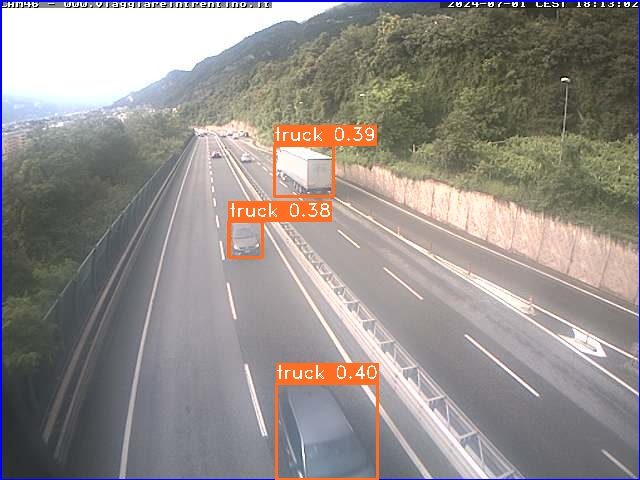 CAM46 - www.viaggiareintrentino.it
2024-07-01 CEST 18:13:02
truck 0.39
truck 0.38
truck 0.40